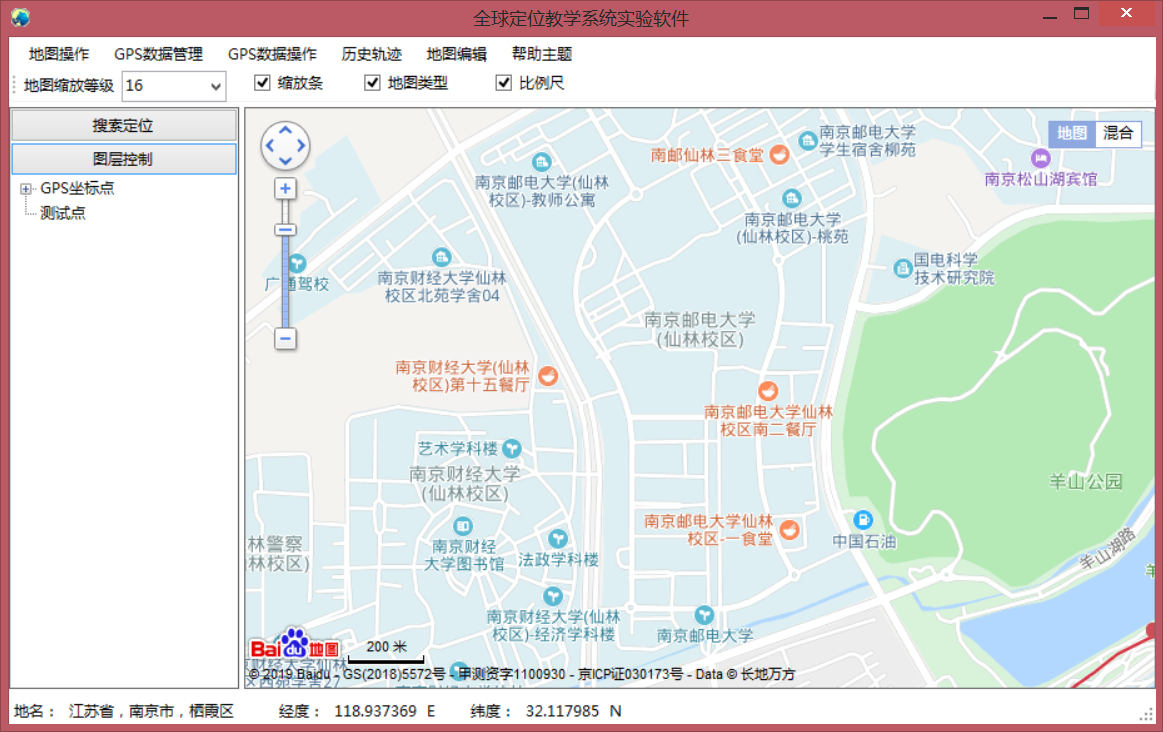 全球定位教学系统实验软件
地图操作 GPS数据管理 GPS数据操作 历史轨迹 地图编辑 帮助主题
地图缩放等级 16 缩放条 地图类型 比例尺
搜索定位
图层控制
GPS坐标点
测试点
地图 混合
南京邮电大学
学生宿舍柳苑
南邮仙林三食堂
南京松山湖宾馆
南京邮电大学(仙林
校区)-教师公寓
南京邮电大学
(仙林校区)-桃苑
国电科学
技术研究院
广通驾校
南京财经大学仙林
校区北苑学舍04
南京邮电大学
(仙林校区)
南京财经大学(仙林
校区)第十五餐厅
南京邮电大学仙林
校区南二餐厅
艺术学科楼
南京财经大学
(仙林校区)
羊山公园
南京邮电大学仙林
校区-一食堂
中国石油
林警察
林校区)
南京财经
大学图书馆
法政学科楼
羊山湖路
羊
南京财经大学(仙林
校区)-经济学科楼
南京邮电大学
Bai du 地图
200 米
财经大学(仙林
区西苑学舍27
© 2019 Baidu - GS(2018)5572号 - 甲测资字1100930 - 京ICP证030173号 - Data © 长地万方
地名： 江苏省，南京市，栖霞区 经度： 118.937369 E 纬度： 32.117985 N